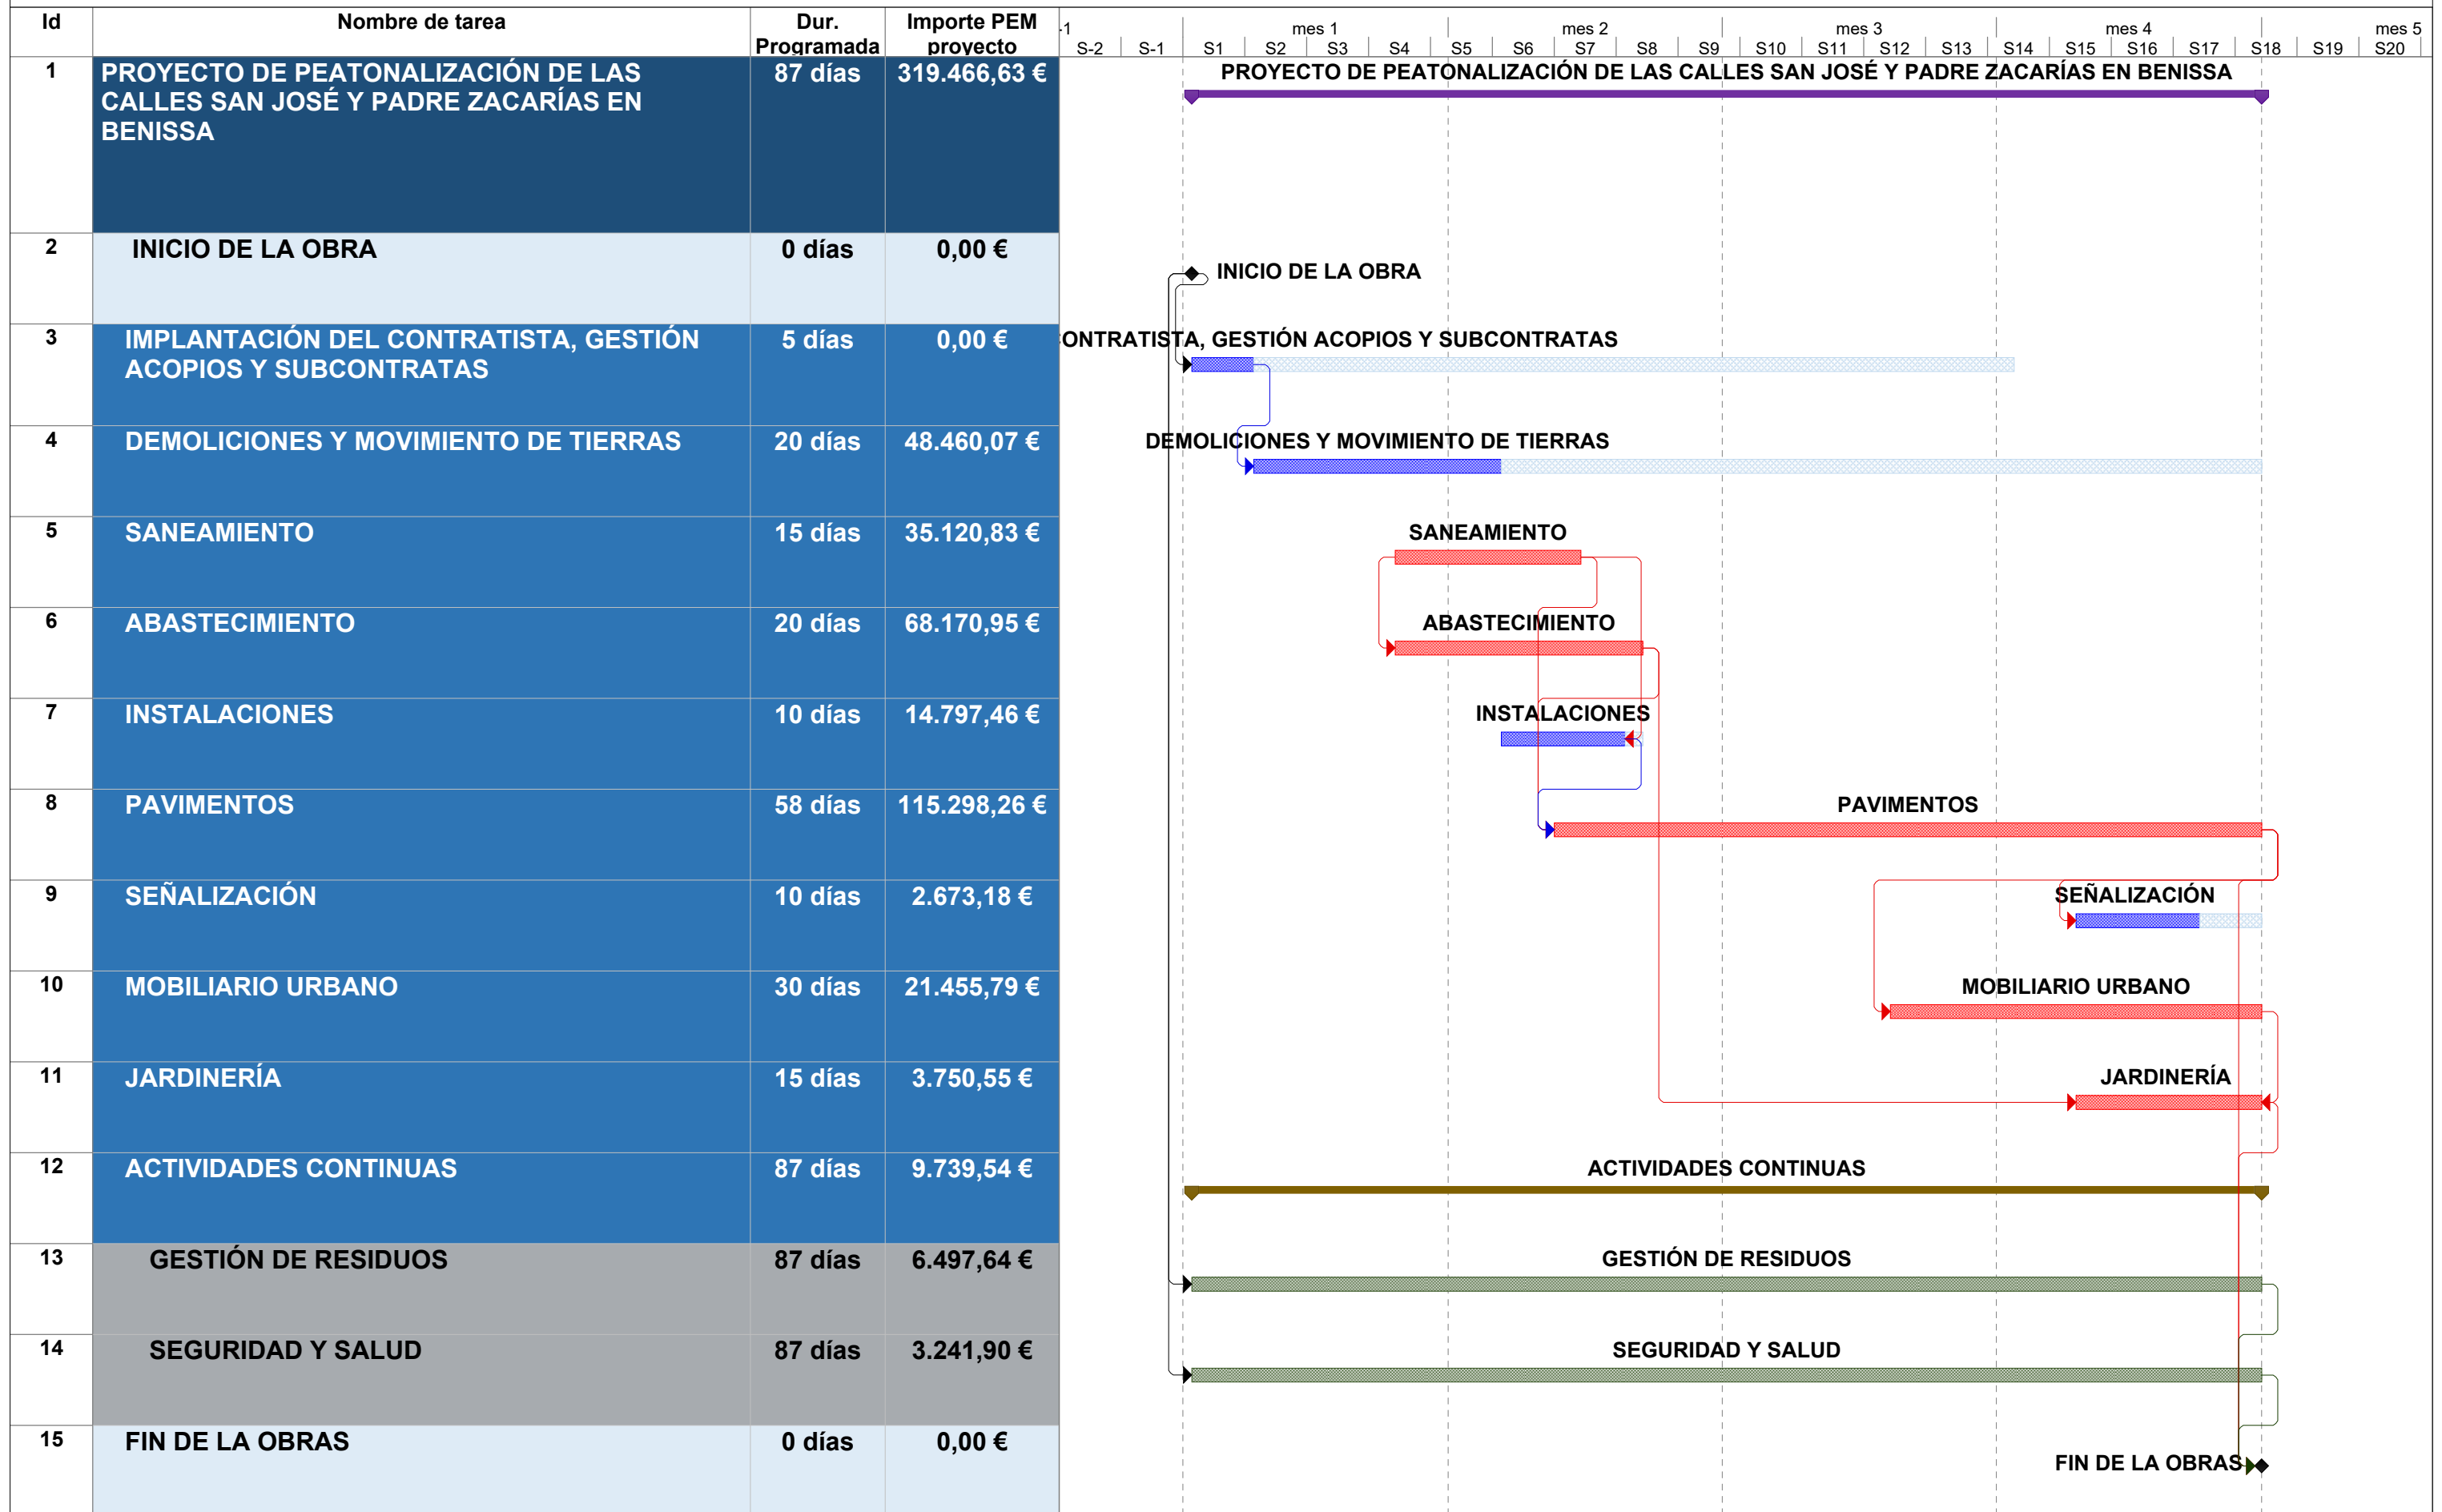 Id Nombre de tarea Dur. Programada Importe PEM proyecto
-1 mes 1 mes 2 mes 3 mes 4 mes 5
S-2 S-1 S1 S2 S3 S4 S5 S6 S7 S8 S9 S10 S11 S12 S13 S14 S15 S16 S17 S18 S19 S20
1 PROYECTO DE PEATONALIZACIÓN DE LAS 87 días 319.466,63 €
CALLES SAN JOSÉ Y PADRE ZACARÍAS EN
BENISSA
PROYECTO DE PEATONALIZACIÓN DE LAS CALLES SAN JOSÉ Y PADRE ZACARÍAS EN BENISSA
2 INICIO DE LA OBRA 0 días 0,00 €
INICIO DE LA OBRA
3 IMPLANTACIÓN DEL CONTRATISTA, GESTIÓN 5 días 0,00 €
ACOPIOS Y SUBCONTRATAS
ONTRATISTA, GESTIÓN ACOPIOS Y SUBCONTRATAS
4 DEMOLICIONES Y MOVIMIENTO DE TIERRAS 20 días 48.460,07 €
DEMOLICIONES Y MOVIMIENTO DE TIERRAS
5 SANEAMIENTO 15 días 35.120,83 €
SANEAMIENTO
6 ABASTECIMIENTO 20 días 68.170,95 €
ABASTECIMIENTO
7 INSTALACIONES 10 días 14.797,46 €
INSTALACIONES
8 PAVIMENTOS 58 días 115.298,26 €
PAVIMENTOS
9 SEÑALIZACIÓN 10 días 2.673,18 €
SEÑALIZACIÓN
10 MOBILIARIO URBANO 30 días 21.455,79 €
MOBILIARIO URBANO
11 JARDINERÍA 15 días 3.750,55 €
JARDINERÍA
12 ACTIVIDADES CONTINUAS 87 días 9.739,54 €
ACTIVIDADES CONTINUAS
13 GESTIÓN DE RESIDUOS 87 días 6.497,64 €
GESTIÓN DE RESIDUOS
14 SEGURIDAD Y SALUD 87 días 3.241,90 €
SEGURIDAD Y SALUD
15 FIN DE LA OBRAS 0 días 0,00 €
FIN DE LA OBRAS